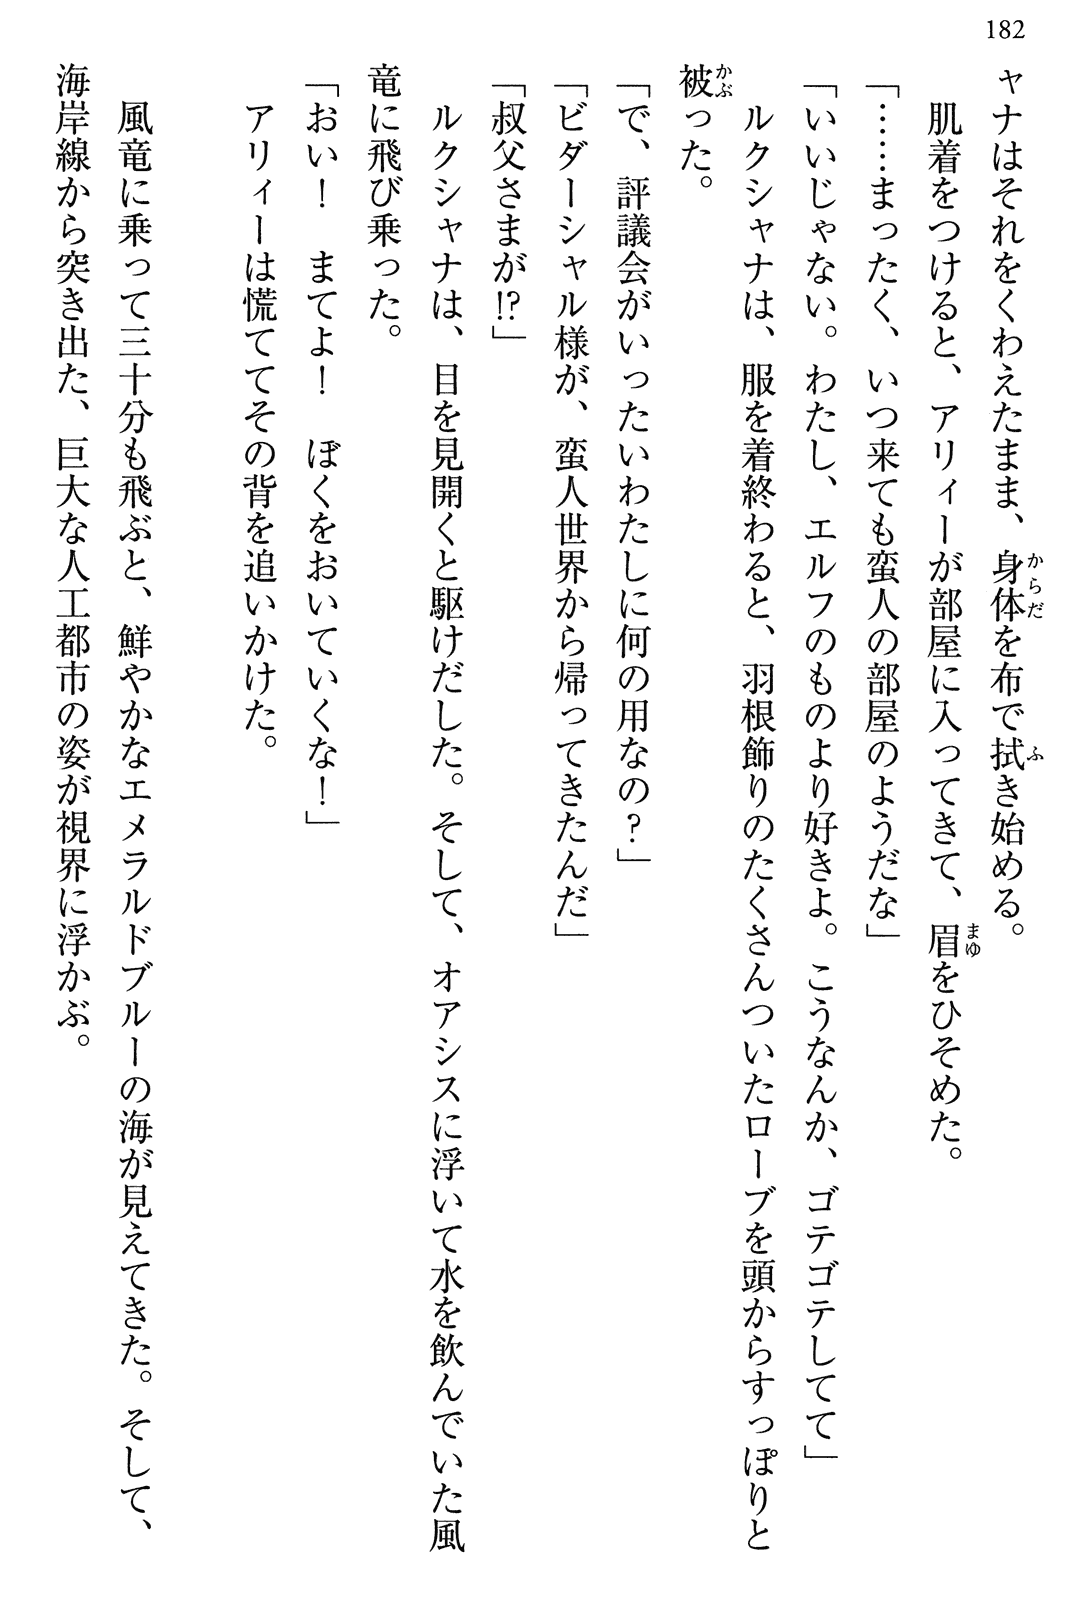 182
ャナはそれをくわえたまま、身体を布で拭き始める。
　肌着をつけると、アリィーが部屋に入ってきて、眉をひそめた。
「……まったく、いつ来ても蛮人の部屋のようだな」
「いいじゃない。わたし、エルフのものより好きよ。こうなんか、ゴテゴテしてて」
　ルクシャナは、服を着終わると、羽根飾りのたくさんついたローブを頭からすっぽりと
被った。
「で、評議会がいったいわたしに何の用なの？」
「ビダーシャル様が、蛮人世界から帰ってきたんだ」
「叔父さまが!?」
　ルクシャナは、目を見開くと駆けだした。そして、オアシスに浮いて水を飲んでいた風
竜に飛び乗った。
「おい！　まてよ！　ぼくをおいていくな！」
　アリィーは慌ててその背を追いかけた。
　風竜に乗って三十分も飛ぶと、鮮やかなエメラルドブルーの海が見えてきた。そして、
海岸線から突き出た、巨大な人工都市の姿が視界に浮かぶ。
からだ
ふ
まゆ
かぶ